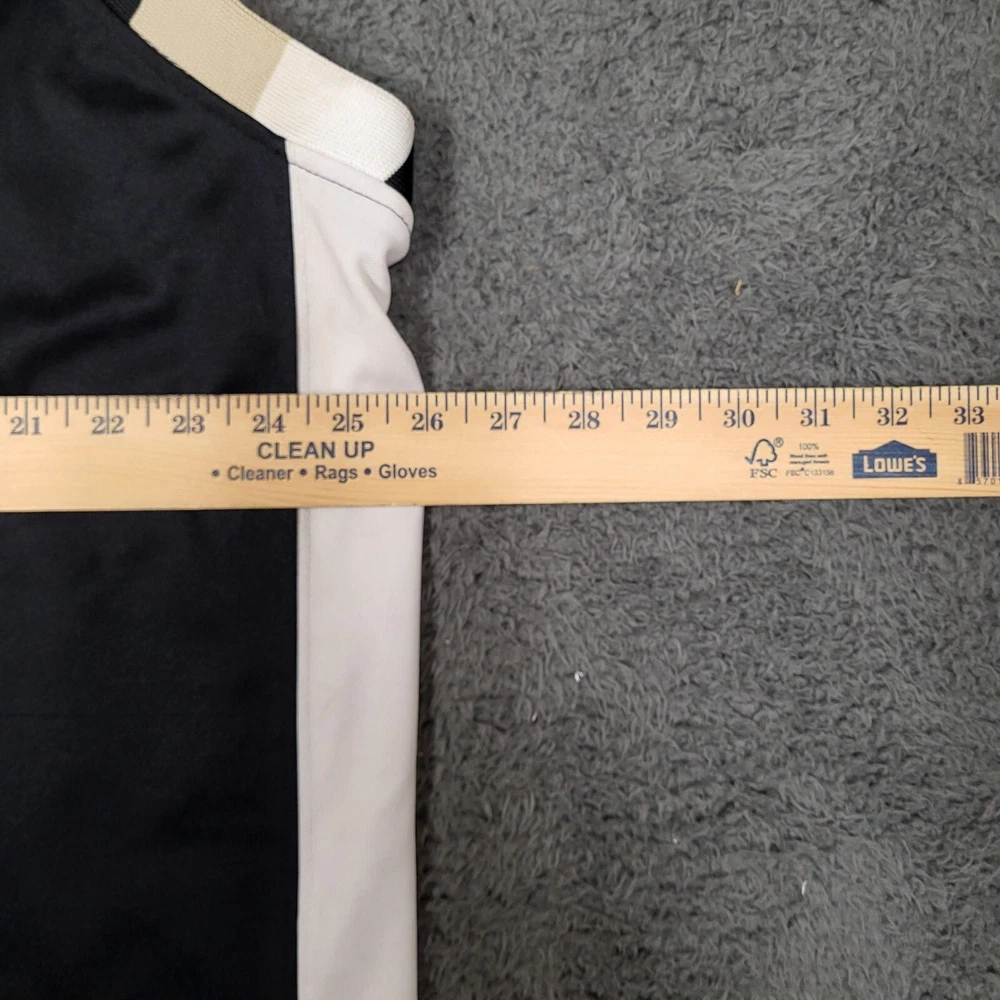 21 22 23 24 25 26 27 28 29 30 31 32 33
CLEAN UP
• Cleaner • Rags • Gloves
FSC®
100%
LOWE'S